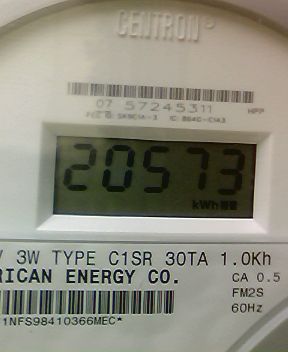 CENTRON
07 57245311
20573
kWh
3W TYPE C1SR 30TA 1.0Kh
RICAN ENERGY CO.
CA 0.5
FM2S
60Hz
1NFS98410366MEC*